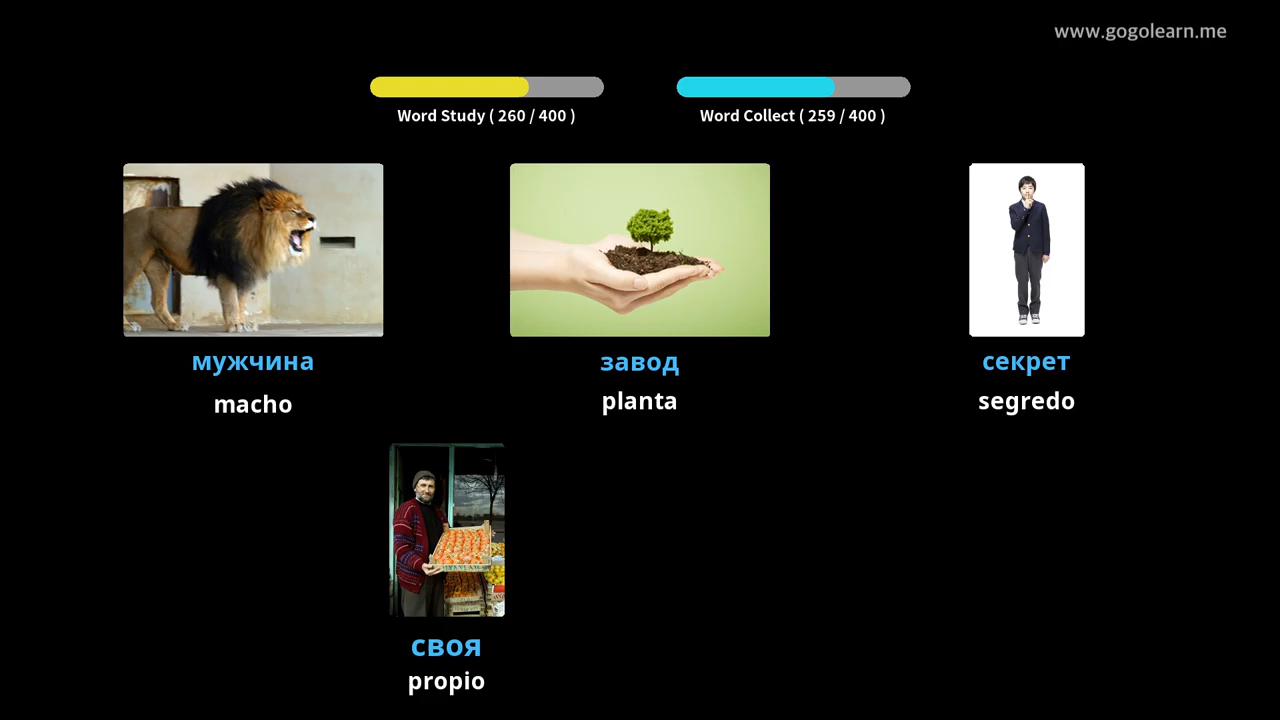 www.gogolearn.me
Word Study ( 260 / 400 )
Word Collect ( 259 / 400 )
мужчина
macho
завод
planta
секрет
segredo
своя
propio